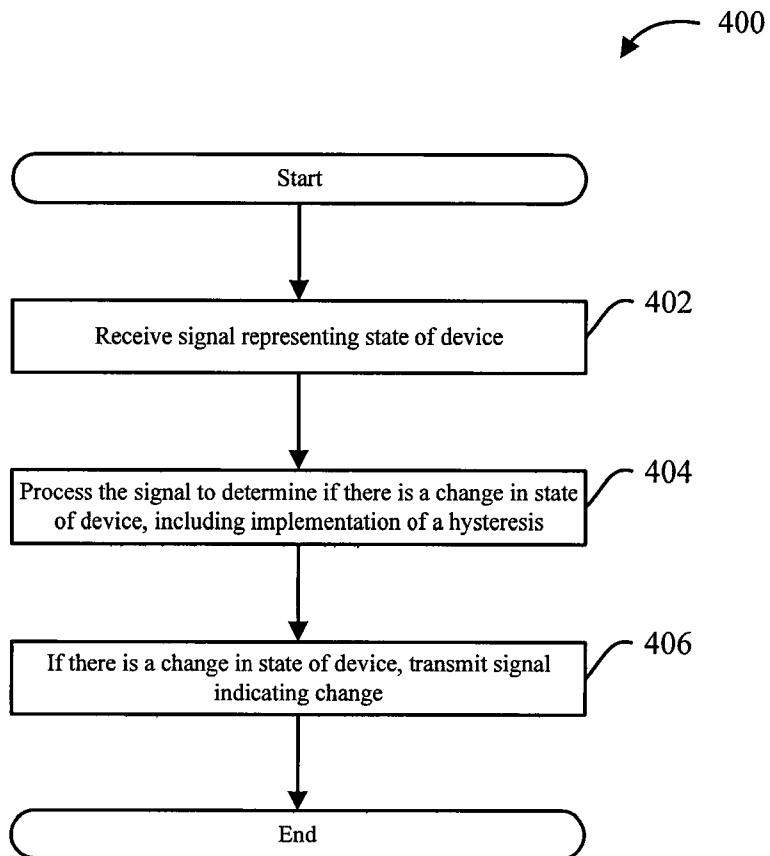 400
Start
402
Receive signal representing state of device
404
Process the signal to determine if there is a change in state
of device, including implementation of a hysteresis
406
If there is a change in state of device, transmit signal
indicating change
End